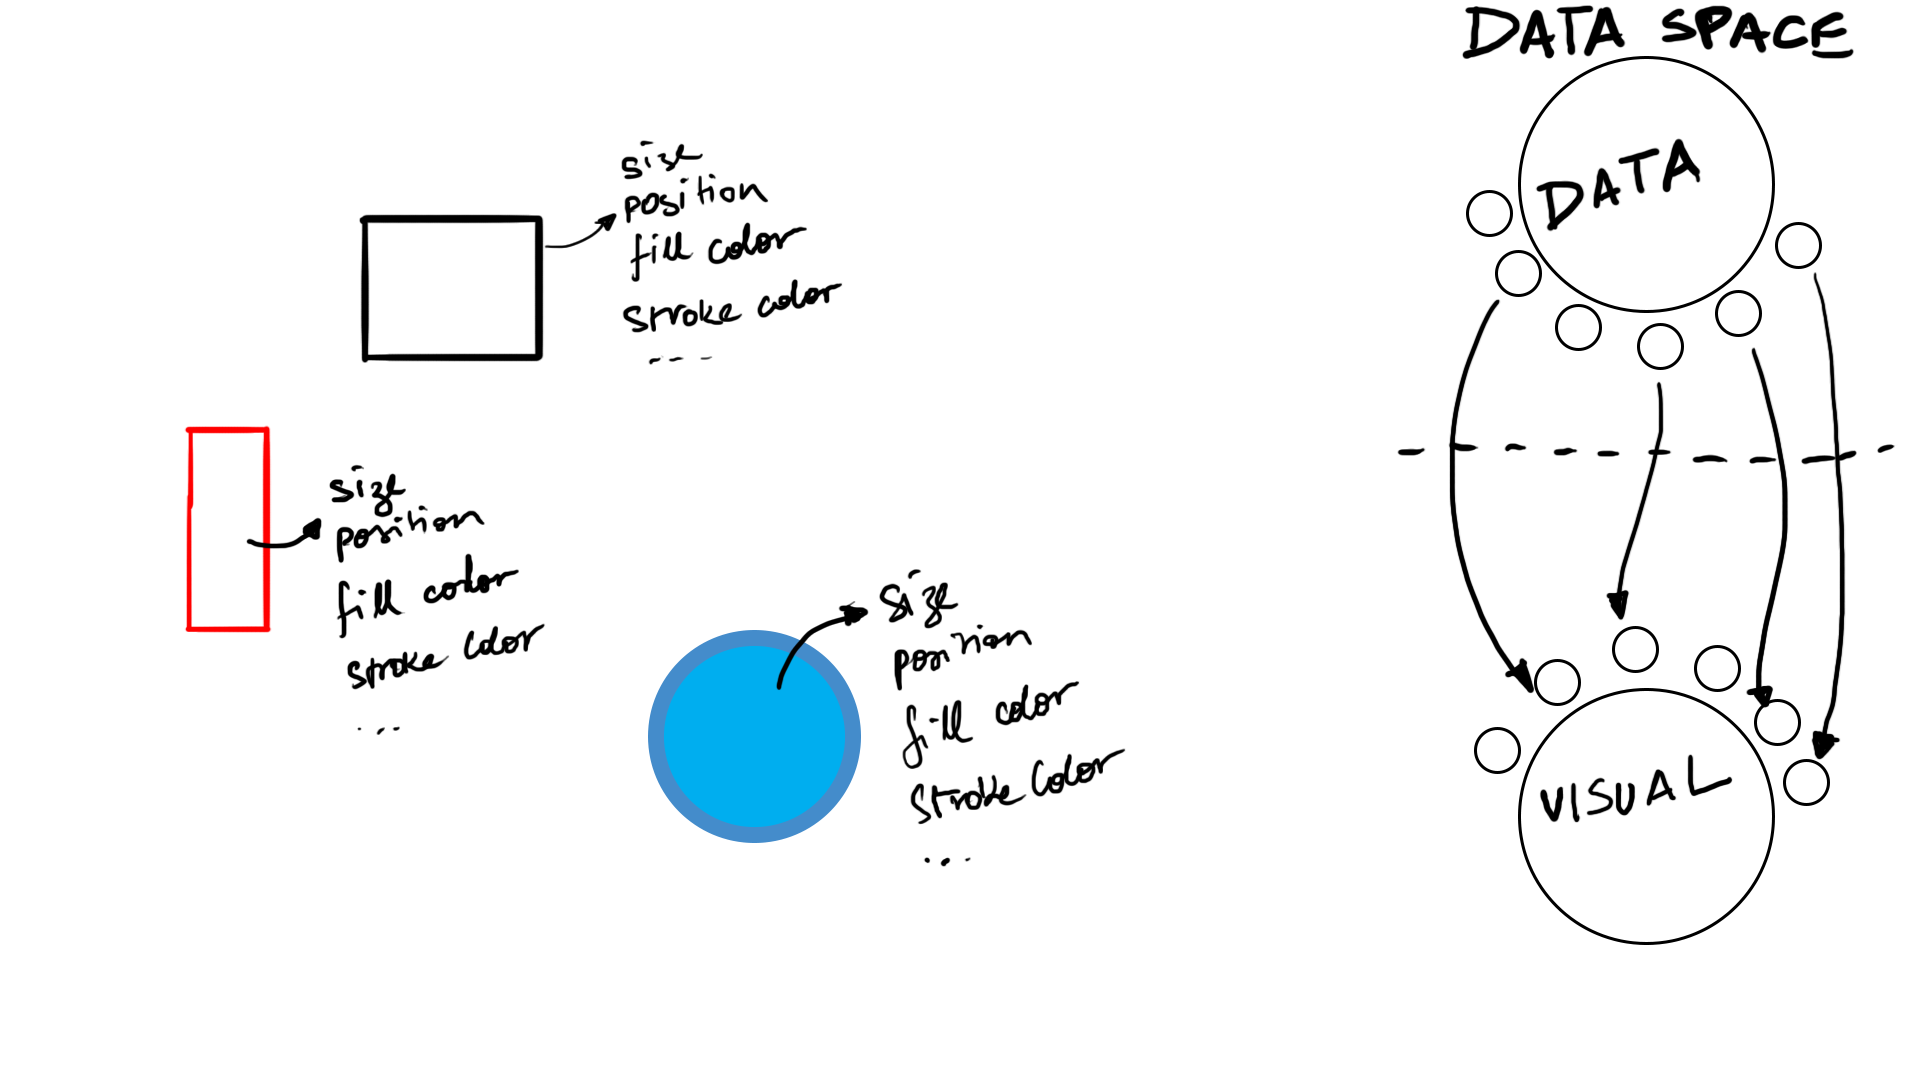 DATA SPACE
DATA
size
position
fill color
stroke color
----
size
position
fill color
stroke color
...
size
position
fill color
stroke color
...
VISUAL